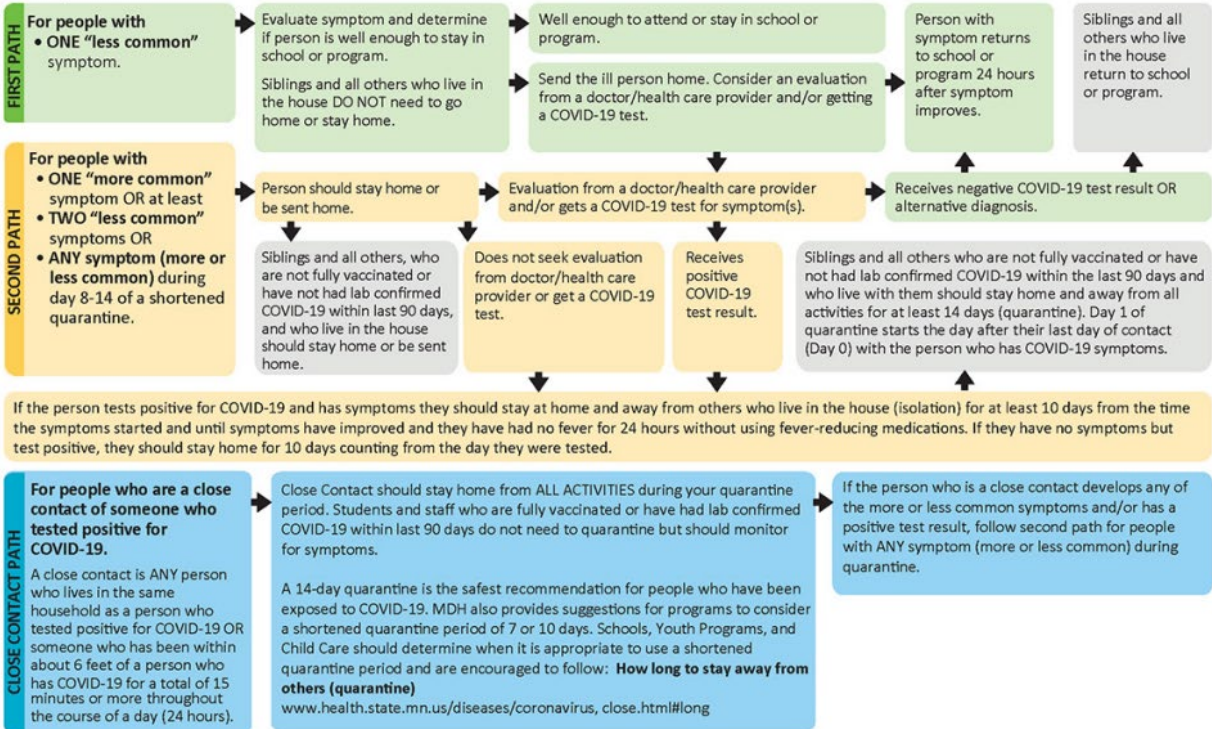 FIRST PATH
For people with
• ONE "less common"
symptom.
Evaluate symptom and determine
if person is well enough to stay in
school or program.
Siblings and all others who live in
the house DO NOT need to go
home or stay home.
Well enough to attend or stay in school or
program.
Send the ill person home. Consider an evaluation
from a doctor/health care provider and/or getting
a COVID-19 test.
Person with
symptom returns
to school or
program 24 hours
after symptom
improves.
Siblings and all
others who live
in the house
return to school
or program.
SECOND PATH
For people with
• ONE "more common"
symptom OR at least
• TWO "less common"
symptoms OR
• ANY symptom (more or
less common) during
day 8-14 of a shortened
quarantine.
Person should stay home or
be sent home.
Evaluation from a doctor/health care provider
and/or gets a COVID-19 test for symptom(s).
Receives negative COVID-19 test result OR
alternative diagnosis.
Siblings and all others, who
are not fully vaccinated or
have not had lab confirmed
COVID-19 within last 90 days,
and who live in the house
should stay home or be sent
home.
Does not seek evaluation
from doctor/health care
provider or get a COVID-19
test.
Receives
positive
COVID-19
test result.
Siblings and all others who are not fully vaccinated or have
not had lab confirmed COVID-19 within the last 90 days and
who live with them should stay home and away from all
activities for at least 14 days (quarantine). Day 1 of
quarantine starts the day after their last day of contact
(Day 0) with the person who has COVID-19 symptoms.
If the person tests positive for COVID-19 and has symptoms they should stay at home and away from others who live in the house (isolation) for at least 10 days from the time
the symptoms started and until symptoms have improved and they have had no fever for 24 hours without using fever-reducing medications. If they have no symptoms but
test positive, they should stay home for 10 days counting from the day they were tested.
CLOSE CONTACT PATH
For people who are a close
contact of someone who
tested positive for
COVID-19.
A close contact is ANY person
who lives in the same
household as a person who
tested positive for COVID-19 OR
someone who has been within
about 6 feet of a person who
has COVID-19 for a total of 15
minutes or more throughout
the course of a day (24 hours).
Close Contact should stay home from ALL ACTIVITIES during your quarantine
period. Students and staff who are fully vaccinated or have had lab confirmed
COVID-19 within last 90 days do not need to quarantine but should monitor
for symptoms.
A 14-day quarantine is the safest recommendation for people who have been
exposed to COVID-19. MDH also provides suggestions for programs to consider
a shortened quarantine period of 7 or 10 days. Schools, Youth Programs, and
Child Care should determine when it is appropriate to use a shortened
quarantine period and are encouraged to follow: How long to stay away from
others (quarantine)
www.health.state.mn.us/diseases/coronavirus, close.html#long
If the person who is a close contact develops any of
the more or less common symptoms and/or has a
positive test result, follow second path for people
with ANY symptom (more or less common) during
quarantine.